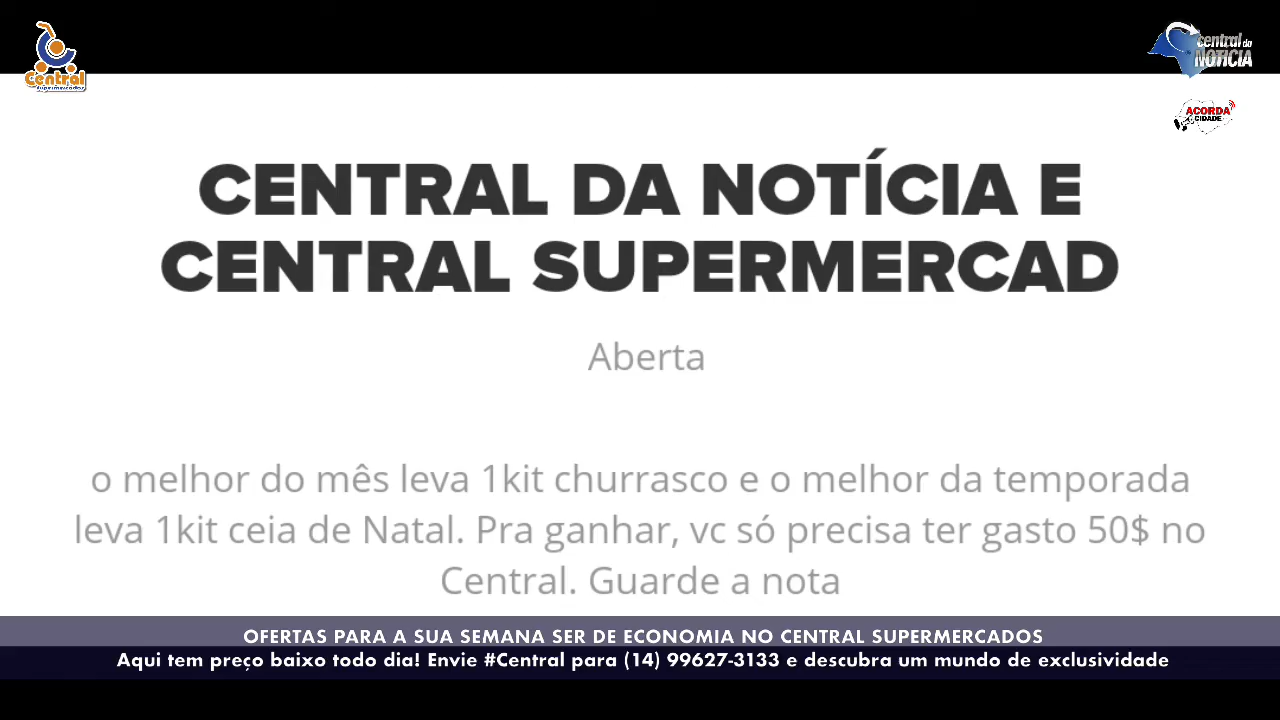 Central
Supermercados
central da
NOTÍCIA
ACORDA
CIDADE
CENTRAL DA NOTÍCIA E
CENTRAL SUPERMERCAD
Aberta
o melhor do mês leva 1kit churrasco e o melhor da temporada
leva 1kit ceia de Natal. Pra ganhar, vc só precisa ter gasto 50$ no
Central. Guarde a nota
OFERTAS PARA A SUA SEMANA SER DE ECONOMIA NO CENTRAL SUPERMERCADOS
Aqui tem preço baixo todo dia! Envie #Central para (14) 99627-3133 e descubra um mundo de exclusividade